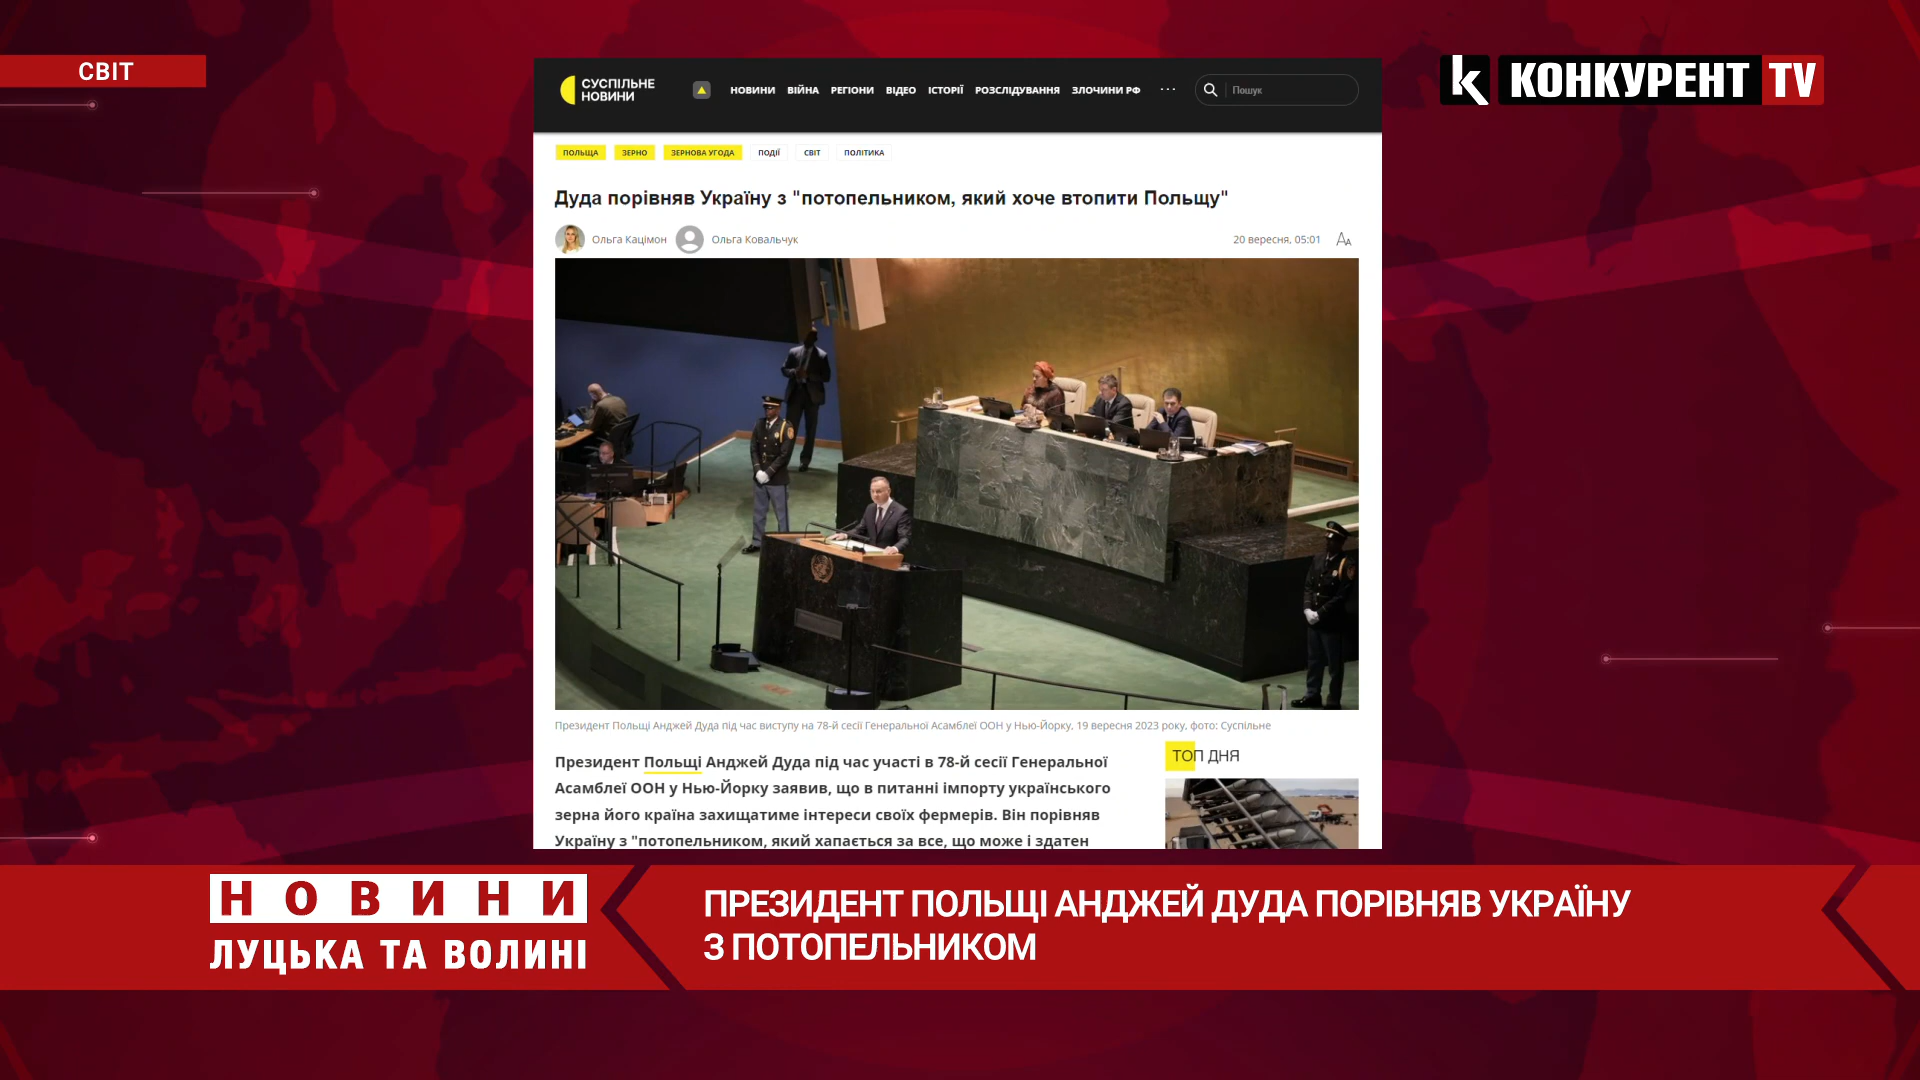 СВІТ
k КОНКУРЕНТ TV
СУСПІЛЬНЕ
НОВИНИ
НОВИНИ ВІЙНА РЕГІОНИ ВІДЕО ІСТОРІЇ РОЗСЛІДУВАННЯ ЗЛОЧИНИ РФ ... Пошук
ПОЛЬЩА ЗЕРНО ЗЕРНОВА УГОДА ПОДІЇ СВІТ ПОЛІТИКА
Дуда порівняв Україну з "потопельником, який хоче втопити Польщу"
Ольга Кацімон Ольга Ковальчук 20 вересня, 05:01 АА
Президент Польщі Анджей Дуда під час виступу на 78-й сесії Генеральної Асамблеї ООН у Нью-Йорку, 19 вересня 2023 року, фото: Суспільне
Президент Польщі Анджей Дуда під час участі в 78-й сесії Генеральної
Асамблеї ООН у Нью-Йорку заявив, що в питанні імпорту українського
зерна його країна захищатиме інтереси своїх фермерів. Він порівняв
Україну з "потопельником, який хапається за все, що може і здатен
ТОП ДНЯ
НОВИНИ
ЛУЦЬКА ТА ВОЛИНІ
ПРЕЗИДЕНТ ПОЛЬЩІ АНДЖЕЙ ДУДА ПОРІВНЯВ УКРАЇНУ
З ПОТОПЕЛЬНИКОМ